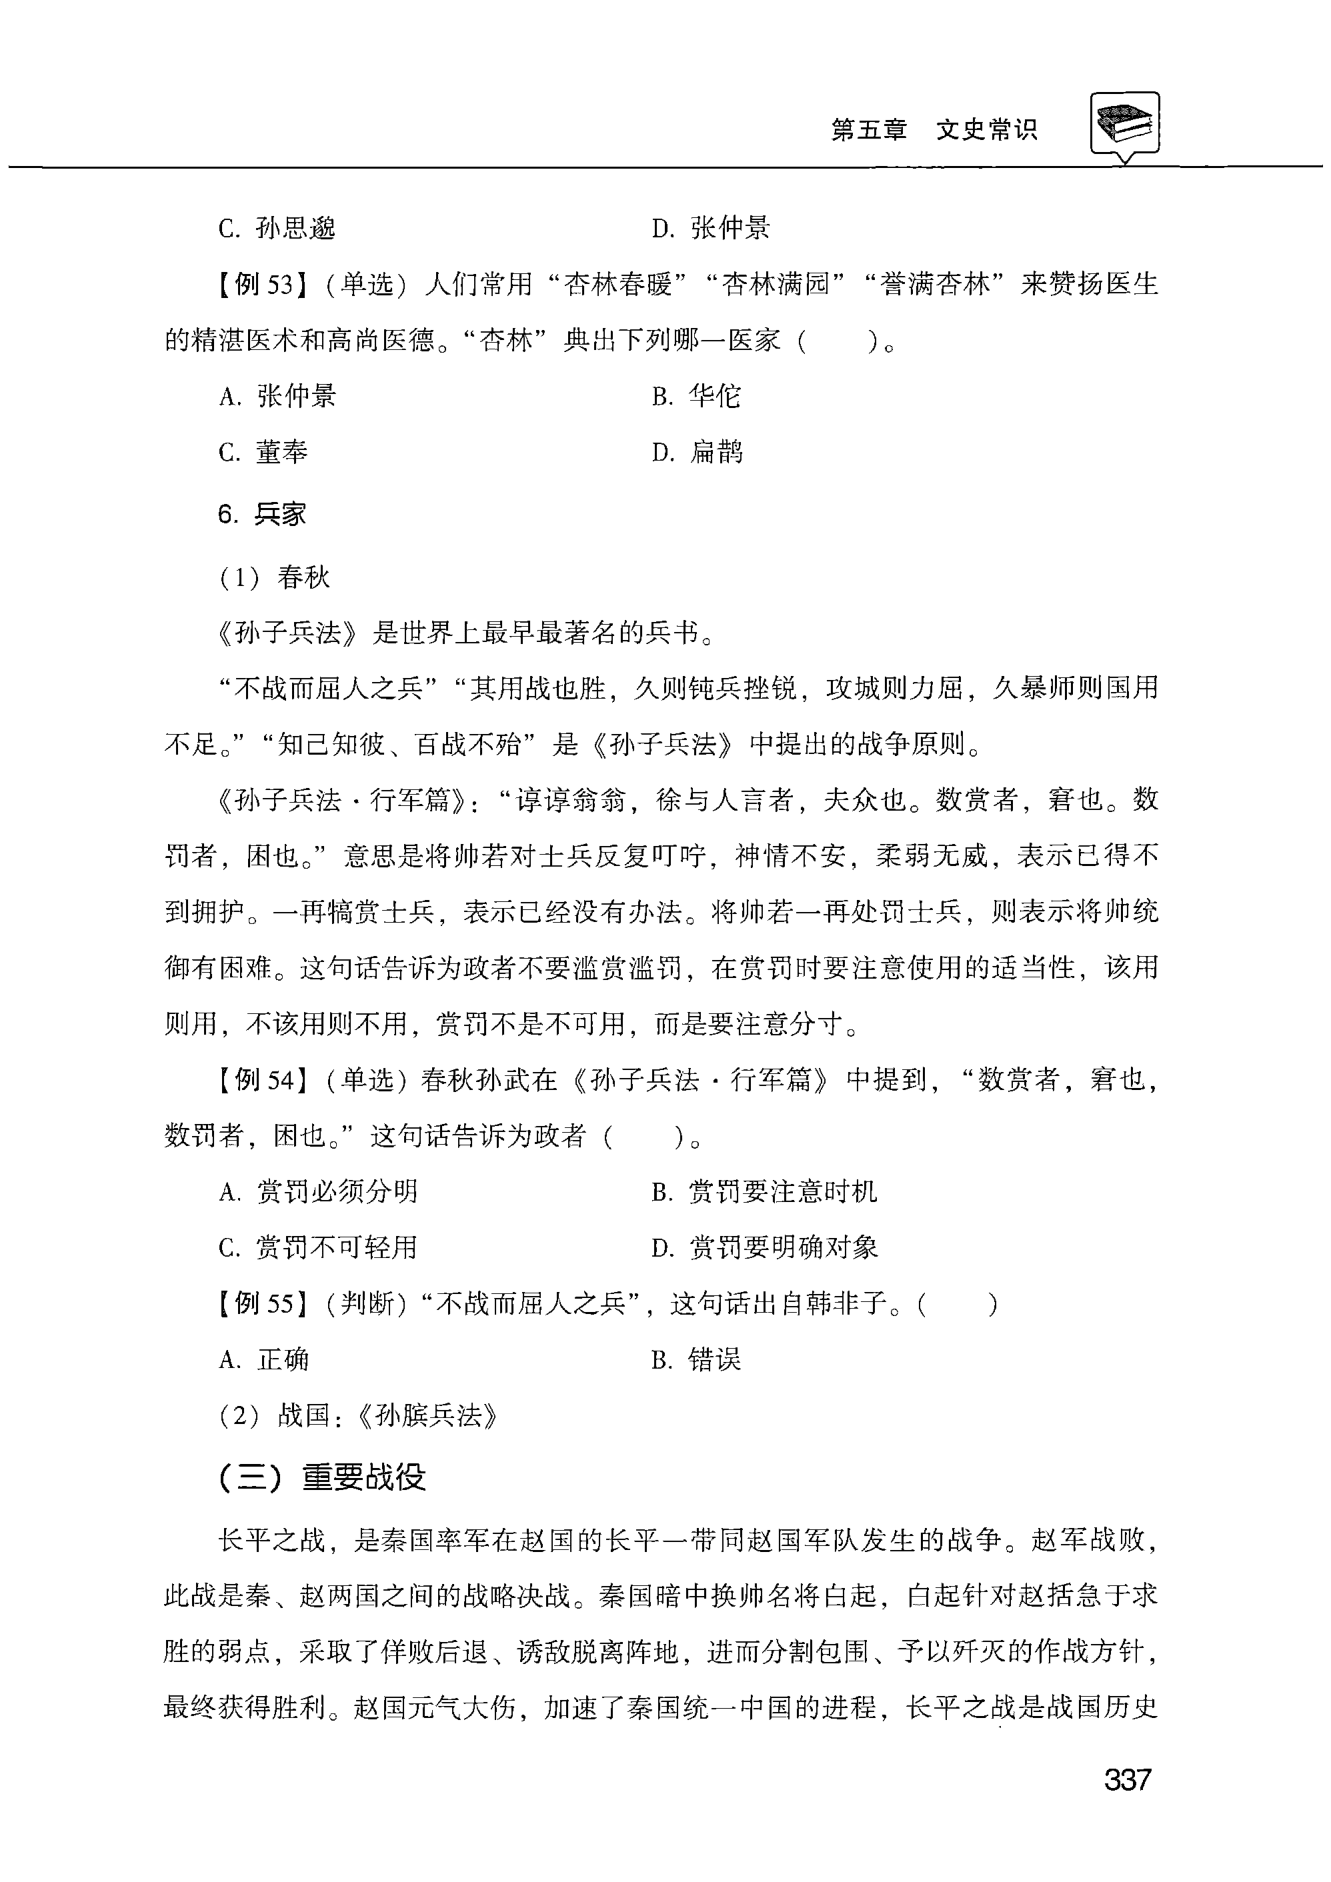 第五章 文史常识
C. 孙思邈 D. 张仲景
【例 53】(单选) 人们常用“杏林春暖”“杏林满园”“誉满杏林”来赞扬医生
的精湛医术和高尚医德。“杏林”典出下列哪一医家 ( )。
A. 张仲景 B. 华佗
C. 董奉 D. 扁鹊
6. 兵家
(1) 春秋
《孙子兵法》是世界上最早最著名的兵书。
“不战而屈人之兵”“其用战也胜，久则钝兵挫锐，攻城则力屈，久暴师则国用
不足。”“知己知彼、百战不殆”是《孙子兵法》中提出的战争原则。
《孙子兵法·行军篇》：“谆谆翕翕，徐与人言者，失众也。数赏者，窘也。数
罚者，困也。”意思是将帅若对士兵反复叮咛，神情不安，柔弱无威，表示已得不
到拥护。一再犒赏士兵，表示已经没有办法。将帅若一再处罚士兵，则表示将帅统
御有困难。这句话告诉为政者不要滥赏滥罚，在赏罚时要注意使用的适当性，该用
则用，不该用则不用，赏罚不是不可用，而是要注意分寸。
【例 54】(单选) 春秋孙武在《孙子兵法·行军篇》中提到，“数赏者，窘也，
数罚者，困也。”这句话告诉为政者 ( )。
A. 赏罚必须分明 B. 赏罚要注意时机
C. 赏罚不可轻用 D. 赏罚要明确对象
【例 55】(判断)“不战而屈人之兵”，这句话出自韩非子。( )
A. 正确 B. 错误
(2) 战国：《孙膑兵法》
(三) 重要战役
长平之战，是秦国率军在赵国的长平一带同赵国军队发生的战争。赵军战败，
此战是秦、赵两国之间的战略决战。秦国暗中换帅名将白起，白起针对赵括急于求
胜的弱点，采取了佯败后退、诱敌脱离阵地，进而分割包围、予以歼灭的作战方针，
最终获得胜利。赵国元气大伤，加速了秦国统一中国的进程，长平之战是战国历史
337